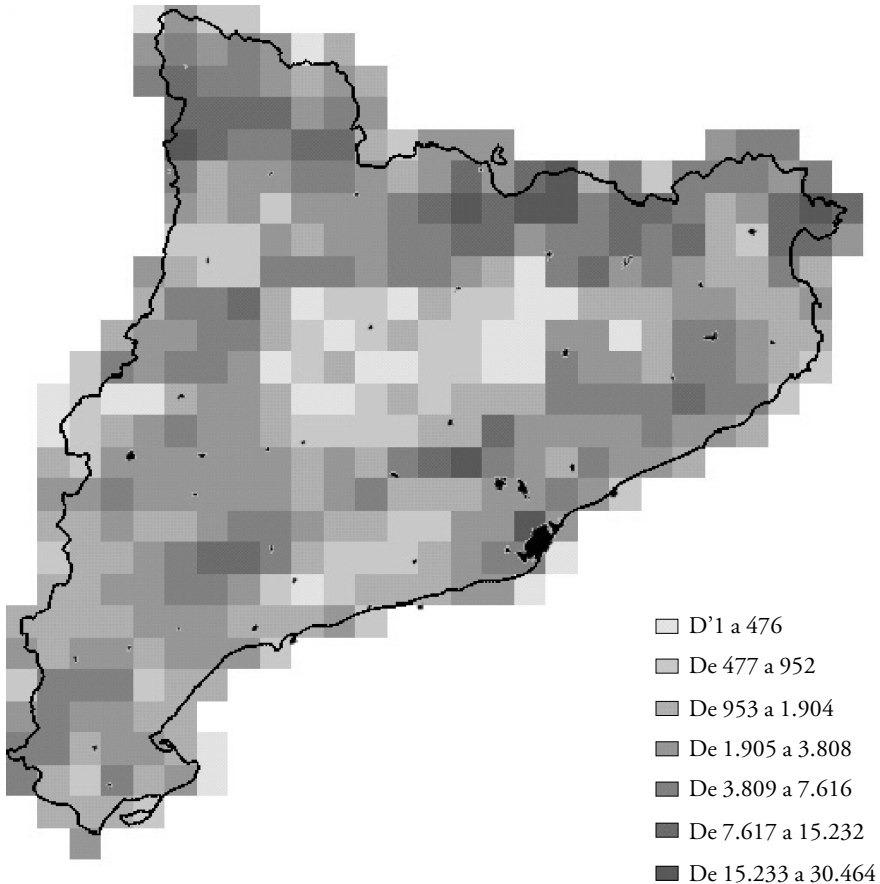 D’1 a 476
De 477 a 952
De 953 a 1.904
De 1.905 a 3.808
De 3.809 a 7.616
De 7.617 a 15.232
De 15.233 a 30.464